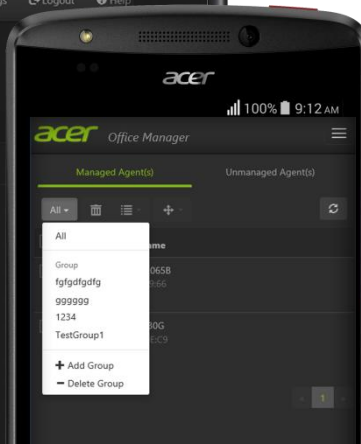 Logout Help
acer
100% 9:12 AM
acer Office Manager
Managed Agent(s) Unmanaged Agent(s)
All
All
Group
fgfgdfgdfg
gggggg
1234
TestGroup1
Add Group
Delete Group
1